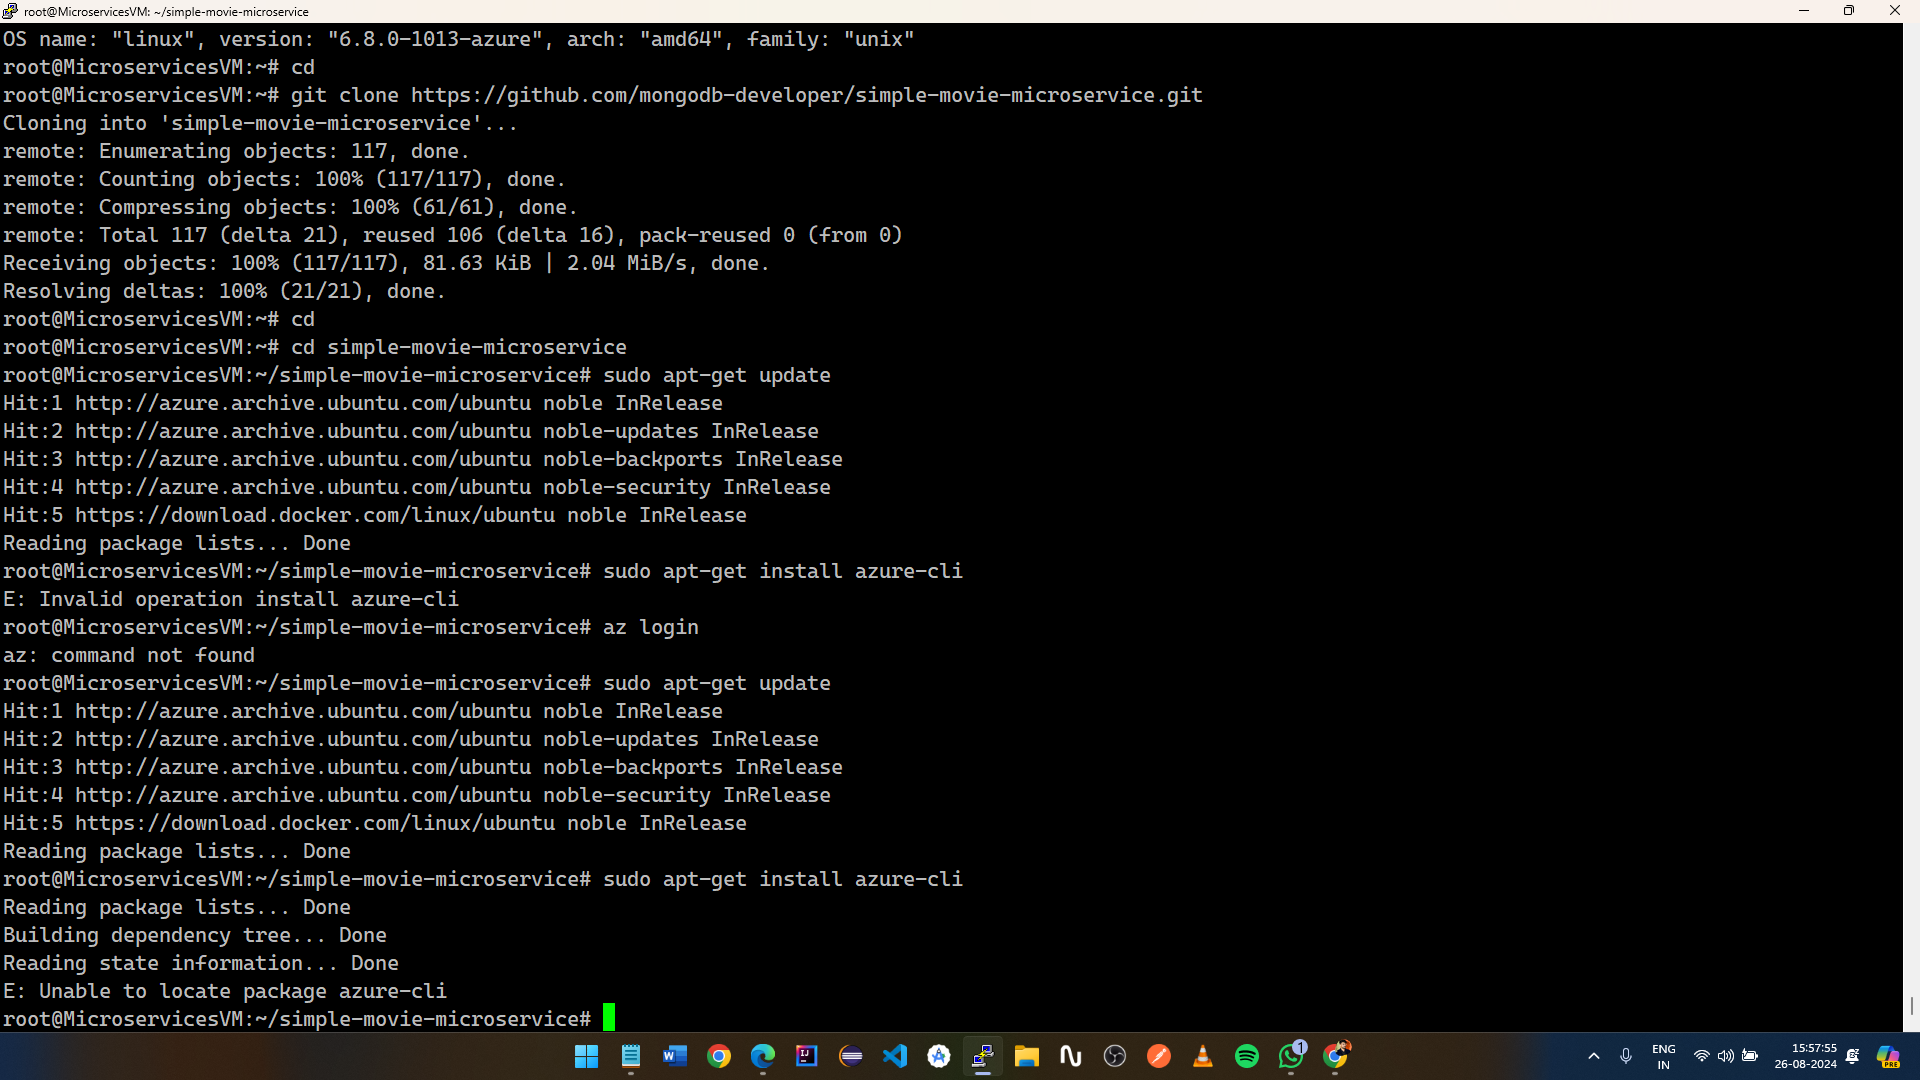 root@MicroservicesVM: ~/simple-movie-microservice
OS name: "linux", version: "6.8.0-1013-azure", arch: "amd64", family: "unix"
root@MicroservicesVM:~# cd
root@MicroservicesVM:~# git clone https://github.com/mongodb-developer/simple-movie-microservice.git
Cloning into 'simple-movie-microservice'...
remote: Enumerating objects: 117, done.
remote: Counting objects: 100% (117/117), done.
remote: Compressing objects: 100% (61/61), done.
remote: Total 117 (delta 21), reused 106 (delta 16), pack-reused 0 (from 0)
Receiving objects: 100% (117/117), 81.63 KiB | 2.04 MiB/s, done.
Resolving deltas: 100% (21/21), done.
root@MicroservicesVM:~# cd
root@MicroservicesVM:~# cd simple-movie-microservice
root@MicroservicesVM:~/simple-movie-microservice# sudo apt-get update
Hit:1 http://azure.archive.ubuntu.com/ubuntu noble InRelease
Hit:2 http://azure.archive.ubuntu.com/ubuntu noble-updates InRelease
Hit:3 http://azure.archive.ubuntu.com/ubuntu noble-backports InRelease
Hit:4 http://azure.archive.ubuntu.com/ubuntu noble-security InRelease
Hit:5 https://download.docker.com/linux/ubuntu noble InRelease
Reading package lists... Done
root@MicroservicesVM:~/simple-movie-microservice# sudo apt-get install azure-cli
E: Invalid operation install azure-cli
root@MicroservicesVM:~/simple-movie-microservice# az login
az: command not found
root@MicroservicesVM:~/simple-movie-microservice# sudo apt-get update
Hit:1 http://azure.archive.ubuntu.com/ubuntu noble InRelease
Hit:2 http://azure.archive.ubuntu.com/ubuntu noble-updates InRelease
Hit:3 http://azure.archive.ubuntu.com/ubuntu noble-backports InRelease
Hit:4 http://azure.archive.ubuntu.com/ubuntu noble-security InRelease
Hit:5 https://download.docker.com/linux/ubuntu noble InRelease
Reading package lists... Done
root@MicroservicesVM:~/simple-movie-microservice# sudo apt-get install azure-cli
Reading package lists... Done
Building dependency tree... Done
Reading state information... Done
E: Unable to locate package azure-cli
root@MicroservicesVM:~/simple-movie-microservice#
1
ENG
IN
15:57:55
26-08-2024
PRE